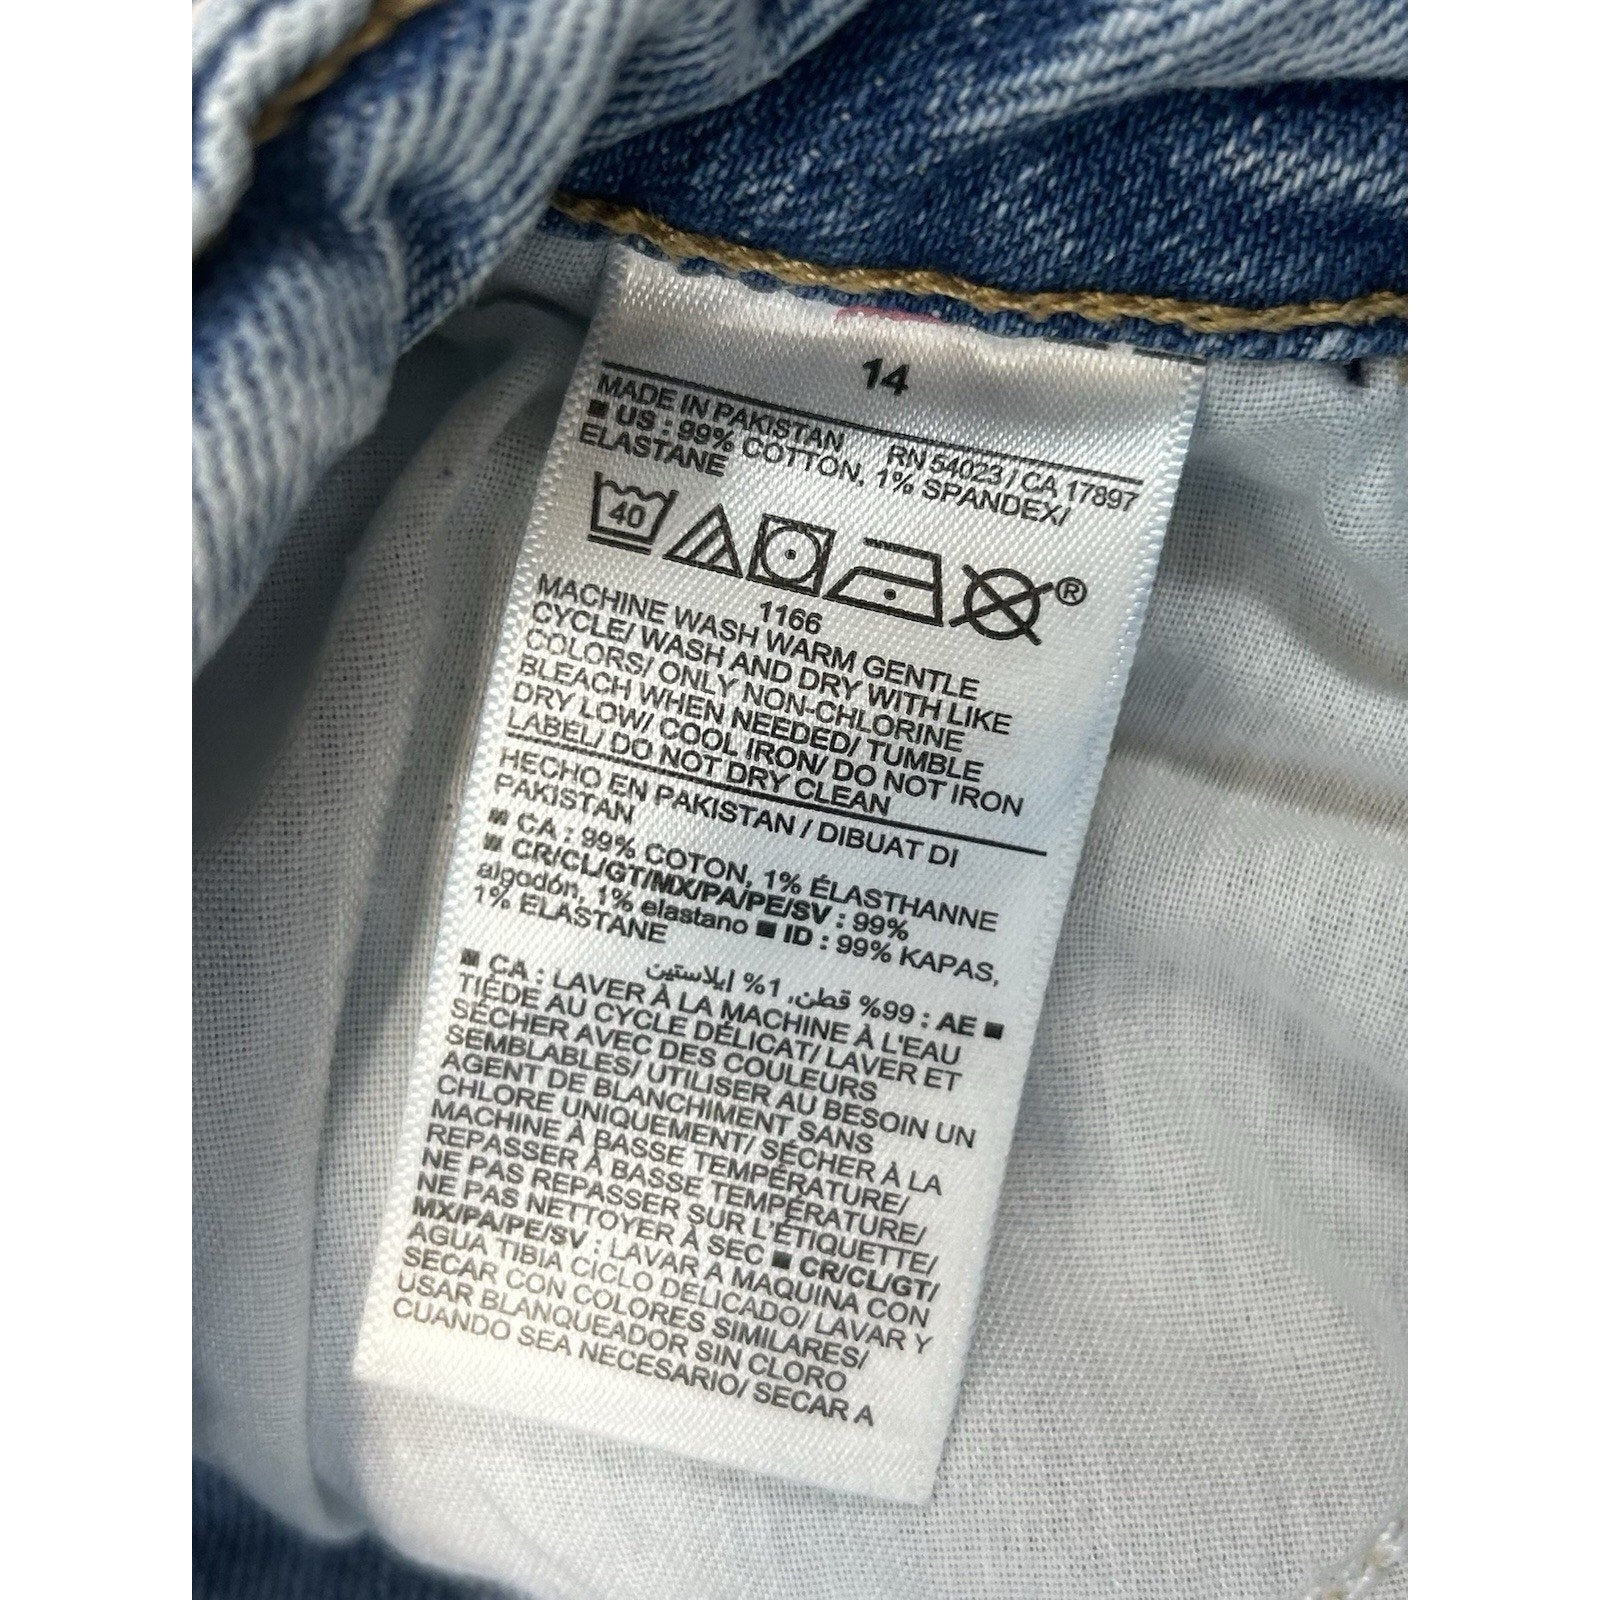 14
MADE IN PAKISTAN RN 54023 / CA 17897
■ US : 99% COTTON, 1% SPANDEX/
ELASTANE
40
®
1166
MACHINE WASH WARM GENTLE
CYCLE/ WASH AND DRY WITH LIKE
COLORS/ ONLY NON-CHLORINE
BLEACH WHEN NEEDED/ TUMBLE
DRY LOW/ COOL IRON/ DO NOT IRON
LABEL/ DO NOT DRY CLEAN
HECHO EN PAKISTAN / DIBUAT DI
PAKISTAN
■ CA : 99% COTON, 1% ÉLASTHANNE
■ CR/CL/GT/MX/PA/PE/SV : 99%
algodón, 1% elastano ■ ID : 99% KAPAS,
1% ELASTANE
■ AE : 99% قطن, 1% إيلاستين
■ CA : LAVER À LA MACHINE À L'EAU
TIÈDE AU CYCLE DÉLICAT/ LAVER ET
SÉCHER AVEC DES COULEURS
SEMBLABLES/ UTILISER AU BESOIN UN
AGENT DE BLANCHIMENT SANS
CHLORE UNIQUEMENT/ SÉCHER À LA
MACHINE À BASSE TEMPÉRATURE/
REPASSER À BASSE TEMPÉRATURE/
NE PAS REPASSER SUR L'ÉTIQUETTE/
NE PAS NETTOYER À SEC ■ CR/CL/GT/
MX/PA/PE/SV : LAVAR A MAQUINA CON
AGUA TIBIA CICLO DELICADO/ LAVAR Y
SECAR CON COLORES SIMILARES/
USAR BLANQUEADOR SIN CLORO
CUANDO SEA NECESARIO/ SECAR A